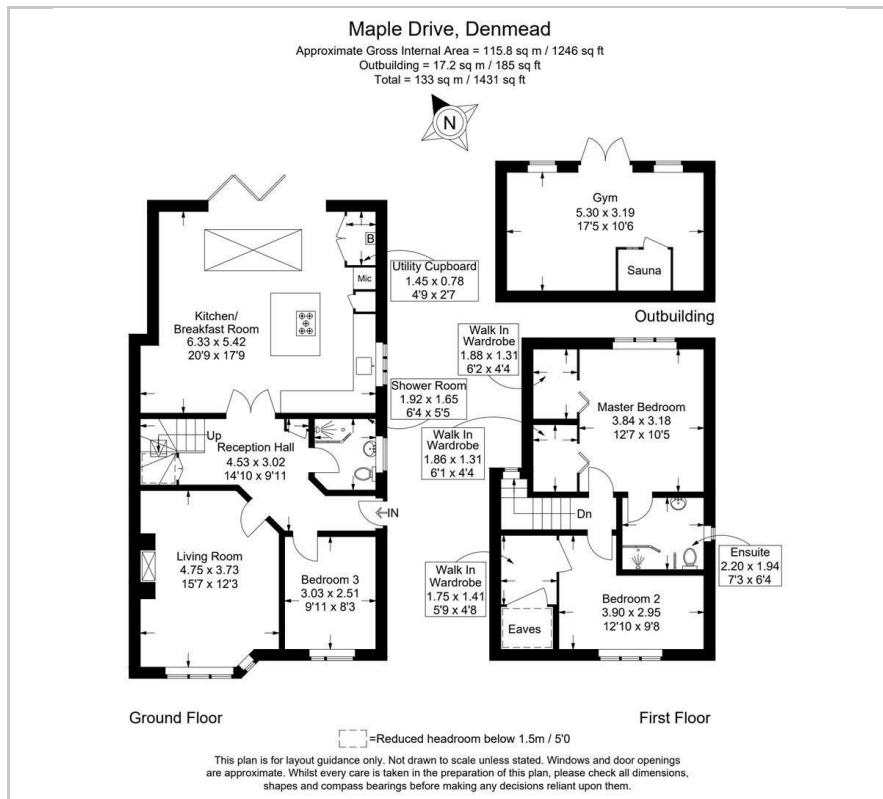 Maple Drive, Denmead
Approximate Gross Internal Area = 115.8 sq m / 1246 sq ft
Outbuilding = 17.2 sq m / 185 sq ft
Total = 133 sq m / 1431 sq ft
N
Gym
5.30 x 3.19
17'5 x 10'6
Sauna
Outbuilding
B
Utility Cupboard
1.45 x 0.78
4'9 x 2'7
Mic
Kitchen/
Breakfast Room
6.33 x 5.42
20'9 x 17'9
Shower Room
1.92 x 1.65
6'4 x 5'5
Up
Reception Hall
4.53 x 3.02
14'10 x 9'11
IN
Living Room
4.75 x 3.73
15'7 x 12'3
Bedroom 3
3.03 x 2.51
9'11 x 8'3
Ground Floor
Walk In
Wardrobe
1.88 x 1.31
6'2 x 4'4
Master Bedroom
3.84 x 3.18
12'7 x 10'5
Walk In
Wardrobe
1.86 x 1.31
6'1 x 4'4
Dn
Ensuite
2.20 x 1.94
7'3 x 6'4
Walk In
Wardrobe
1.75 x 1.41
5'9 x 4'8
Bedroom 2
3.90 x 2.95
12'10 x 9'8
Eaves
First Floor
=Reduced headroom below 1.5m / 5'0
This plan is for layout guidance only. Not drawn to scale unless stated. Windows and door openings
are approximate. Whilst every care is taken in the preparation of this plan, please check all dimensions,
shapes and compass bearings before making any decisions reliant upon them.